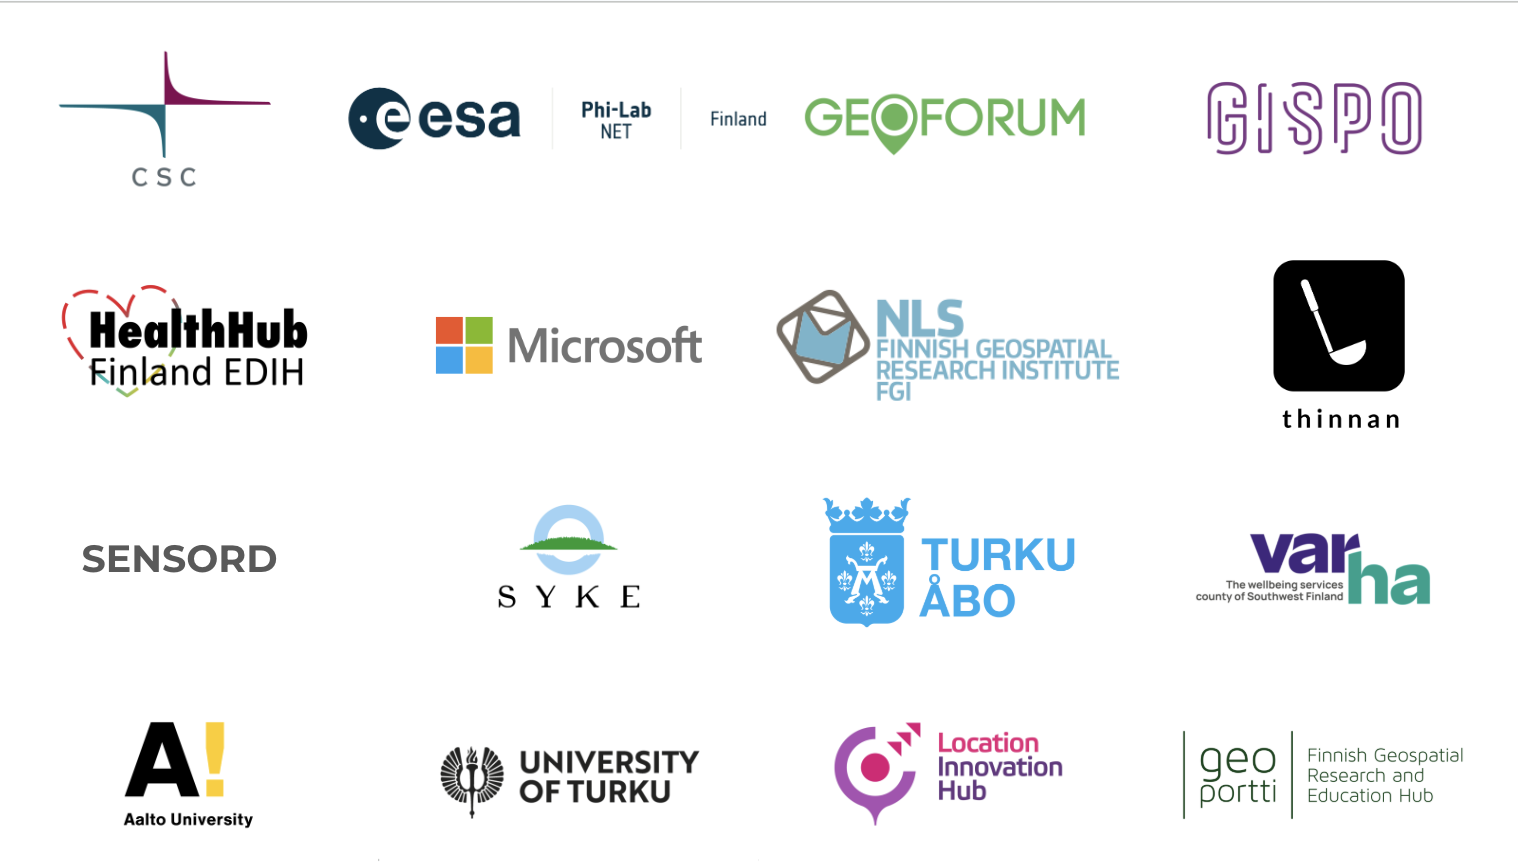 CSC
esa
Phi-Lab
NET
Finland
GEOFORUM
GISPO
HealthHub
Finland EDIH
Microsoft
NLS
FINNISH GEOSPATIAL
RESEARCH INSTITUTE
FGI
thinnan
SENSORD
SYKE
TURKU
ÅBO
var
ha
The wellbeing services
county of Southwest Finland
A!
Aalto University
UNIVERSITY
OF TURKU
Location
Innovation
Hub
geo
portti
Finnish Geospatial
Research and
Education Hub